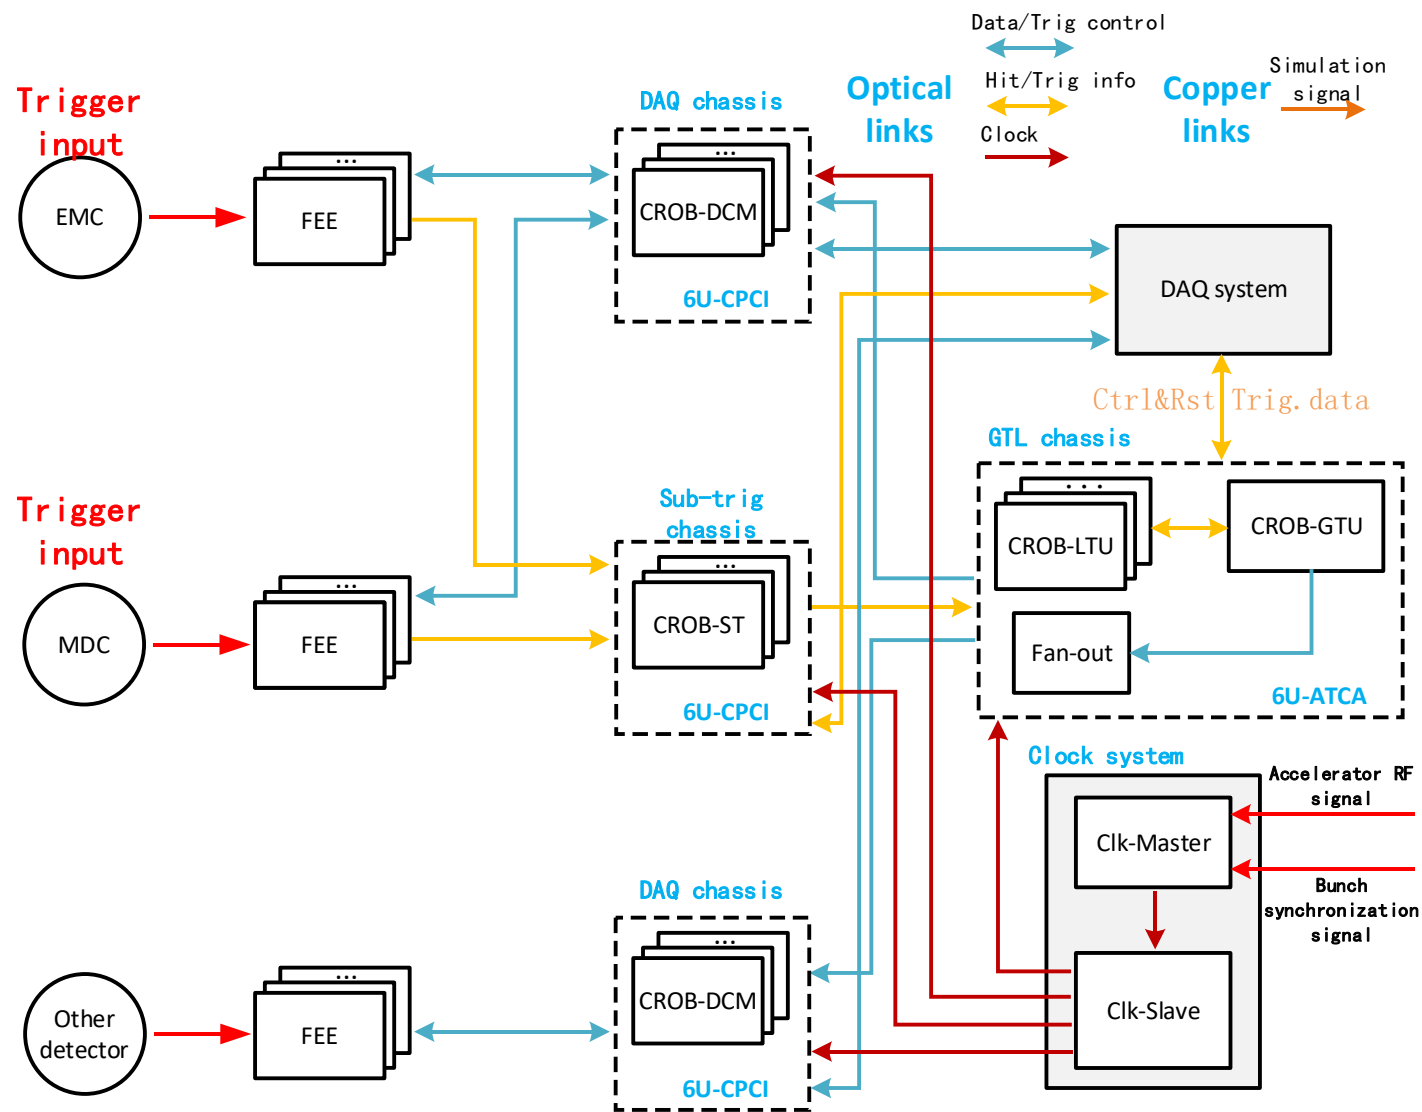 Data/Trig control
Optical
links
Hit/Trig info
Clock
Copper
links
Simulation
signal
Trigger
input
EMC
...
FEE
DAQ chassis
...
CROB-DCM
6U-CPCI
DAQ system
Ctrl&Rst Trig.data
GTL chassis
...
CROB-LTU
CROB-GTU
Fan-out
6U-ATCA
Trigger
input
MDC
...
FEE
Sub-trig
chassis
...
CROB-ST
6U-CPCI
Clock system
Clk-Master
Clk-Slave
Accelerator RF
signal
Bunch
synchronization
signal
Other
detector
...
FEE
DAQ chassis
...
CROB-DCM
6U-CPCI